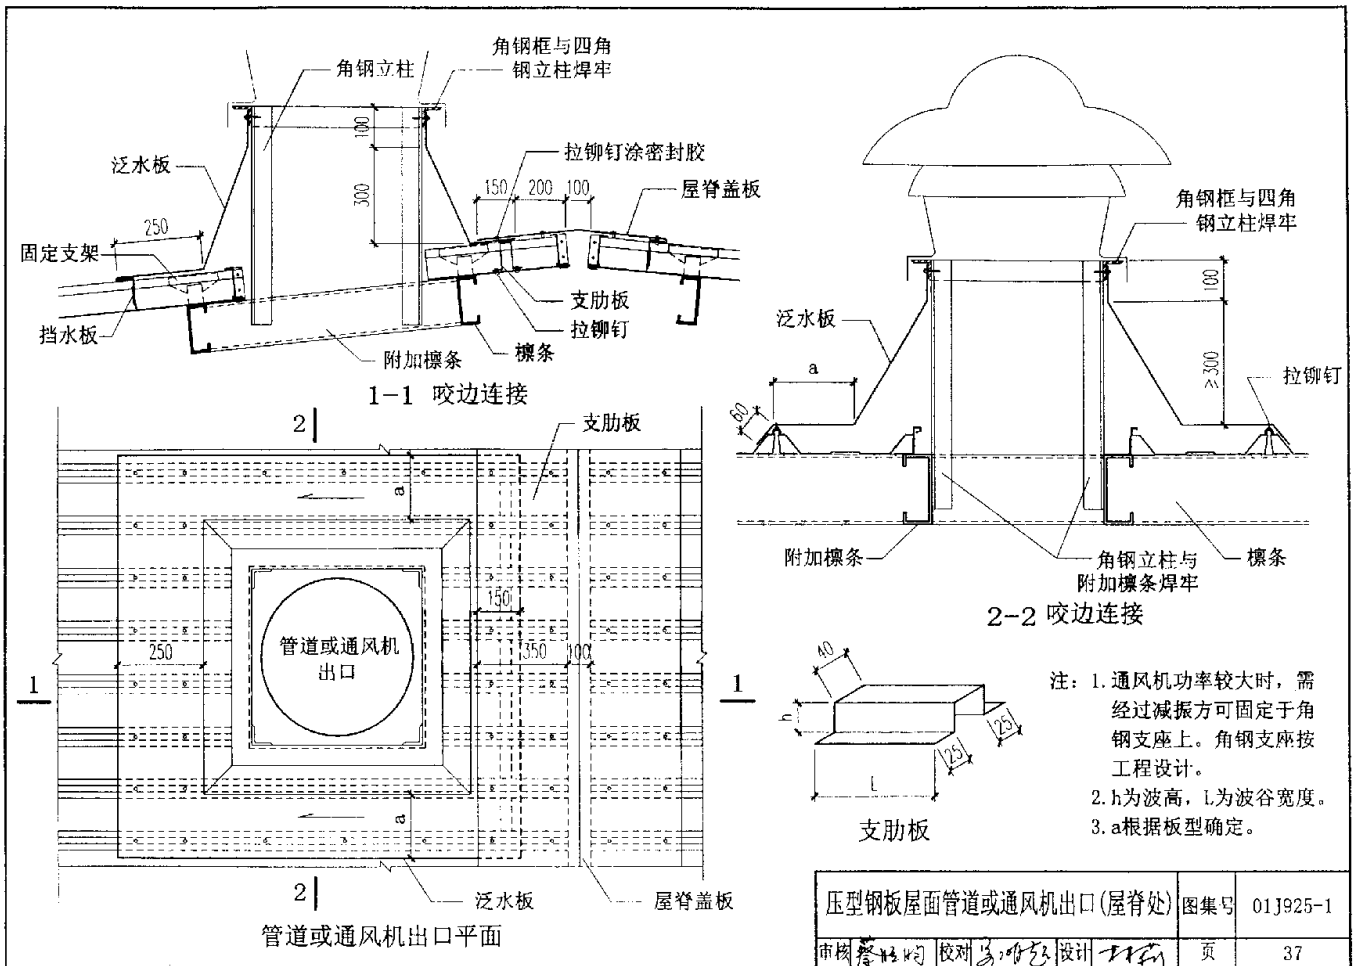 角钢框与四角
钢立柱焊牢
角钢立柱
泛水板
100
300
拉铆钉涂密封胶
150
200
100
屋脊盖板
250
固定支架
挡水板
支肋板
拉铆钉
檩条
附加檩条
1-1 咬边连接
角钢框与四角
钢立柱焊牢
100
泛水板
≥300
a
60
拉铆钉
附加檩条
角钢立柱与
附加檩条焊牢
檩条
2-2 咬边连接
2
支肋板
a
150
管道或通风机
出口
250
350
100
1
1
a
2
泛水板
屋脊盖板
管道或通风机出口平面
40
h
25
25
L
支肋板
注: 1. 通风机功率较大时，需
经过减振方可固定于角
钢支座上。角钢支座按
工程设计。
2. h为波高，L为波谷宽度。
3. a根据板型确定。
压型钢板屋面管道或通风机出口(屋脊处)
图集号
01J925-1
审核
校对
设计
页
37